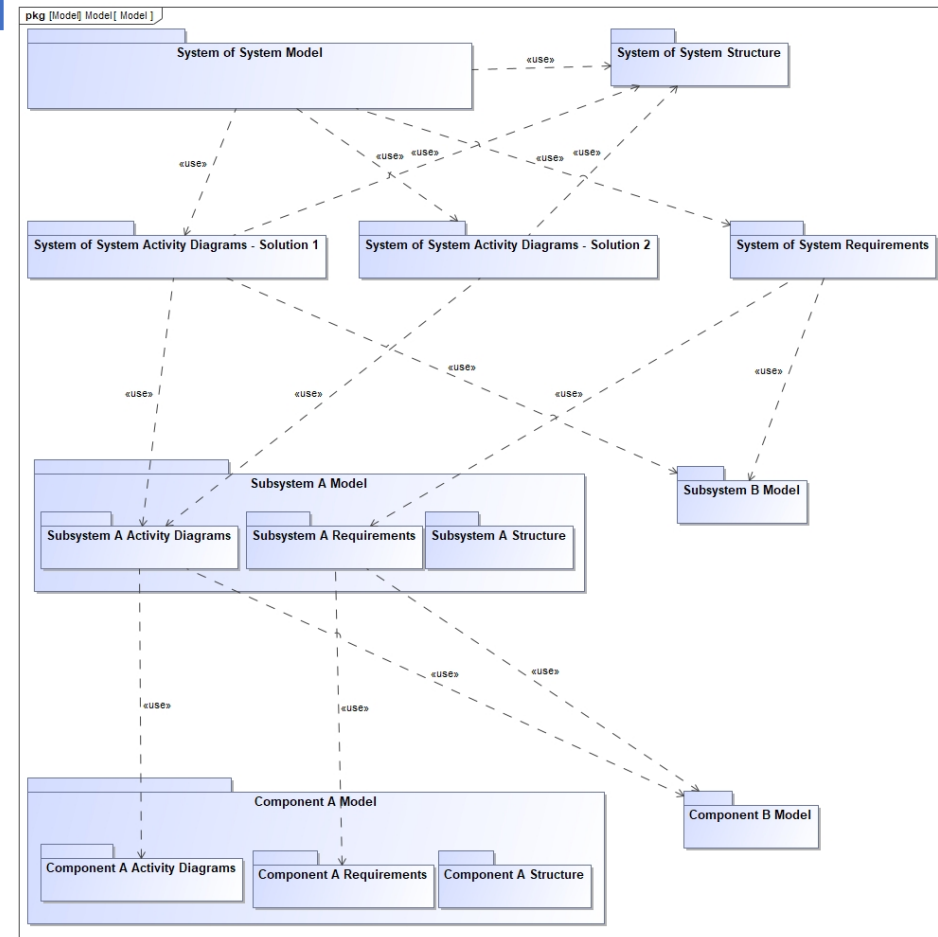 pkg [Model] Model[ Model ]
System of System Model
System of System Structure
«use»
«use»
«use»
«use»
«use»
«use»
System of System Activity Diagrams - Solution 1
System of System Activity Diagrams - Solution 2
System of System Requirements
«use»
«use»
«use»
«use»
«use»
Subsystem A Model
Subsystem B Model
Subsystem A Activity Diagrams
Subsystem A Requirements
Subsystem A Structure
«use»
«use»
«use»
«use»
Component A Model
Component B Model
Component A Activity Diagrams
Component A Requirements
Component A Structure